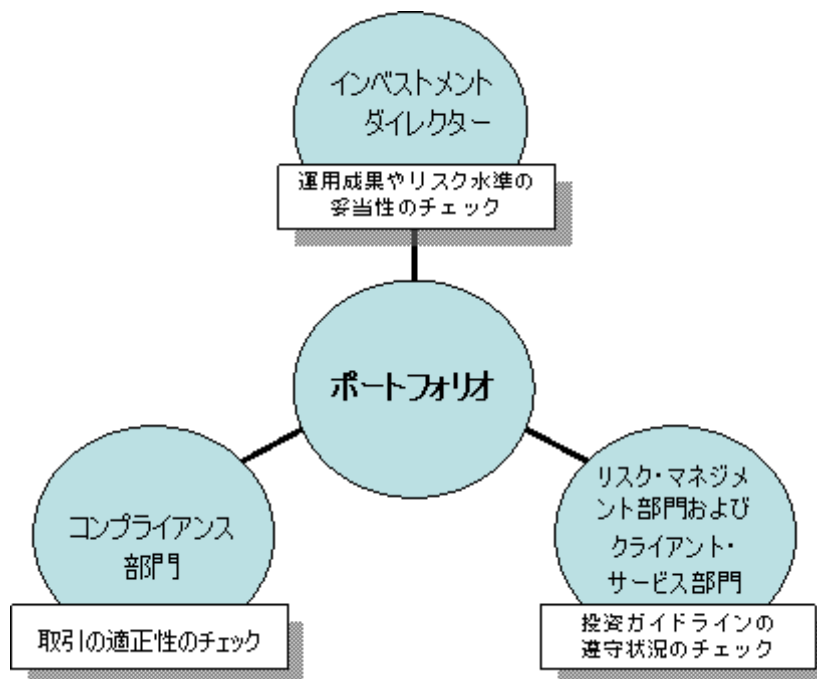 インベストメント
ダイレクター
運用成果やリスク水準の
妥当性のチェック
ポートフォリオ
コンプライアンス
部門
取引の適正性のチェック
リスク・マネジメ
ント部門および
クライアント・
サービス部門
投資ガイドラインの
遵守状況のチェック